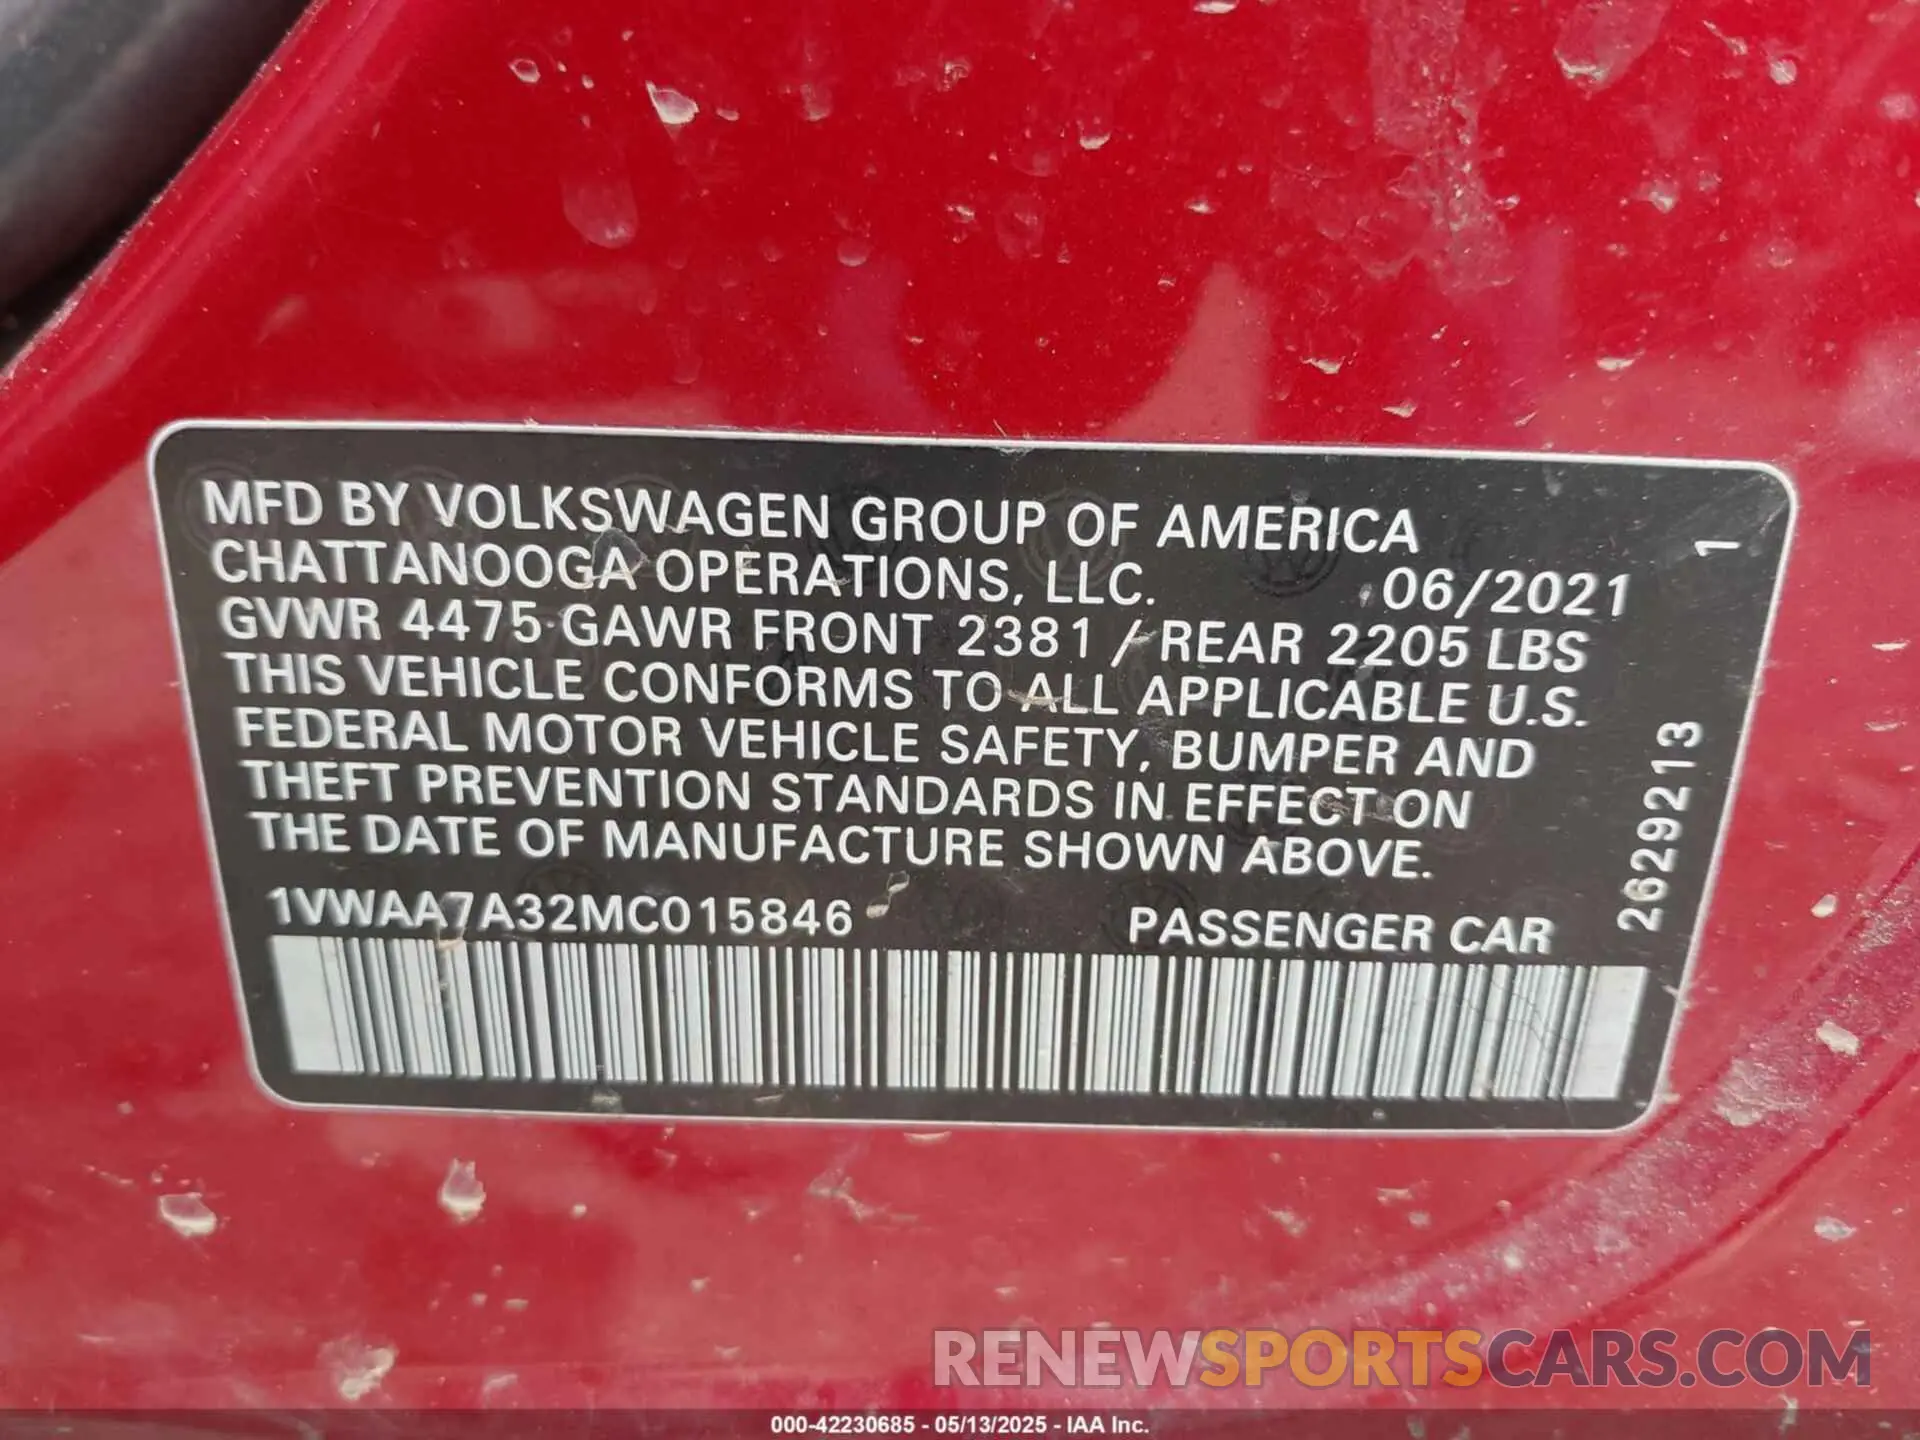 MFD BY VOLKSWAGEN GROUP OF AMERICA
CHATTANOOGA OPERATIONS, LLC. 06/2021
GVWR 4475 GAWR FRONT 2381 / REAR 2205 LBS
THIS VEHICLE CONFORMS TO ALL APPLICABLE U.S.
FEDERAL MOTOR VEHICLE SAFETY, BUMPER AND
THEFT PREVENTION STANDARDS IN EFFECT ON
THE DATE OF MANUFACTURE SHOWN ABOVE.
1VWAA7A32MC015846 PASSENGER CAR
2629213 1
RENEWSPORTSCARS.COM
000-42230685 - 05/13/2025 - IAA Inc.